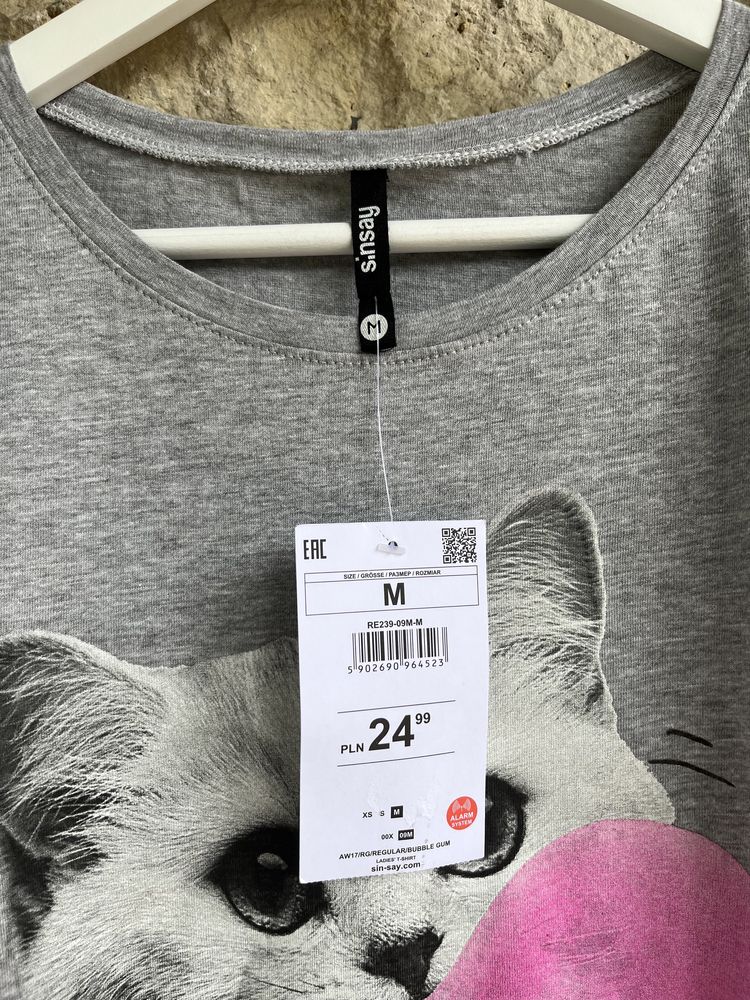 sinsay
M
EAC
SIZE / GRÖSSE / РАЗМЕР / ROZMIAR
M
RE239-09M-M
5 902690 964523
PLN 24 99
XS S M
00X 09M
ALARM
SYSTEM
AW17/RG/REGULAR/BUBBLE GUM
LADIES' T-SHIRT
sin-say.com